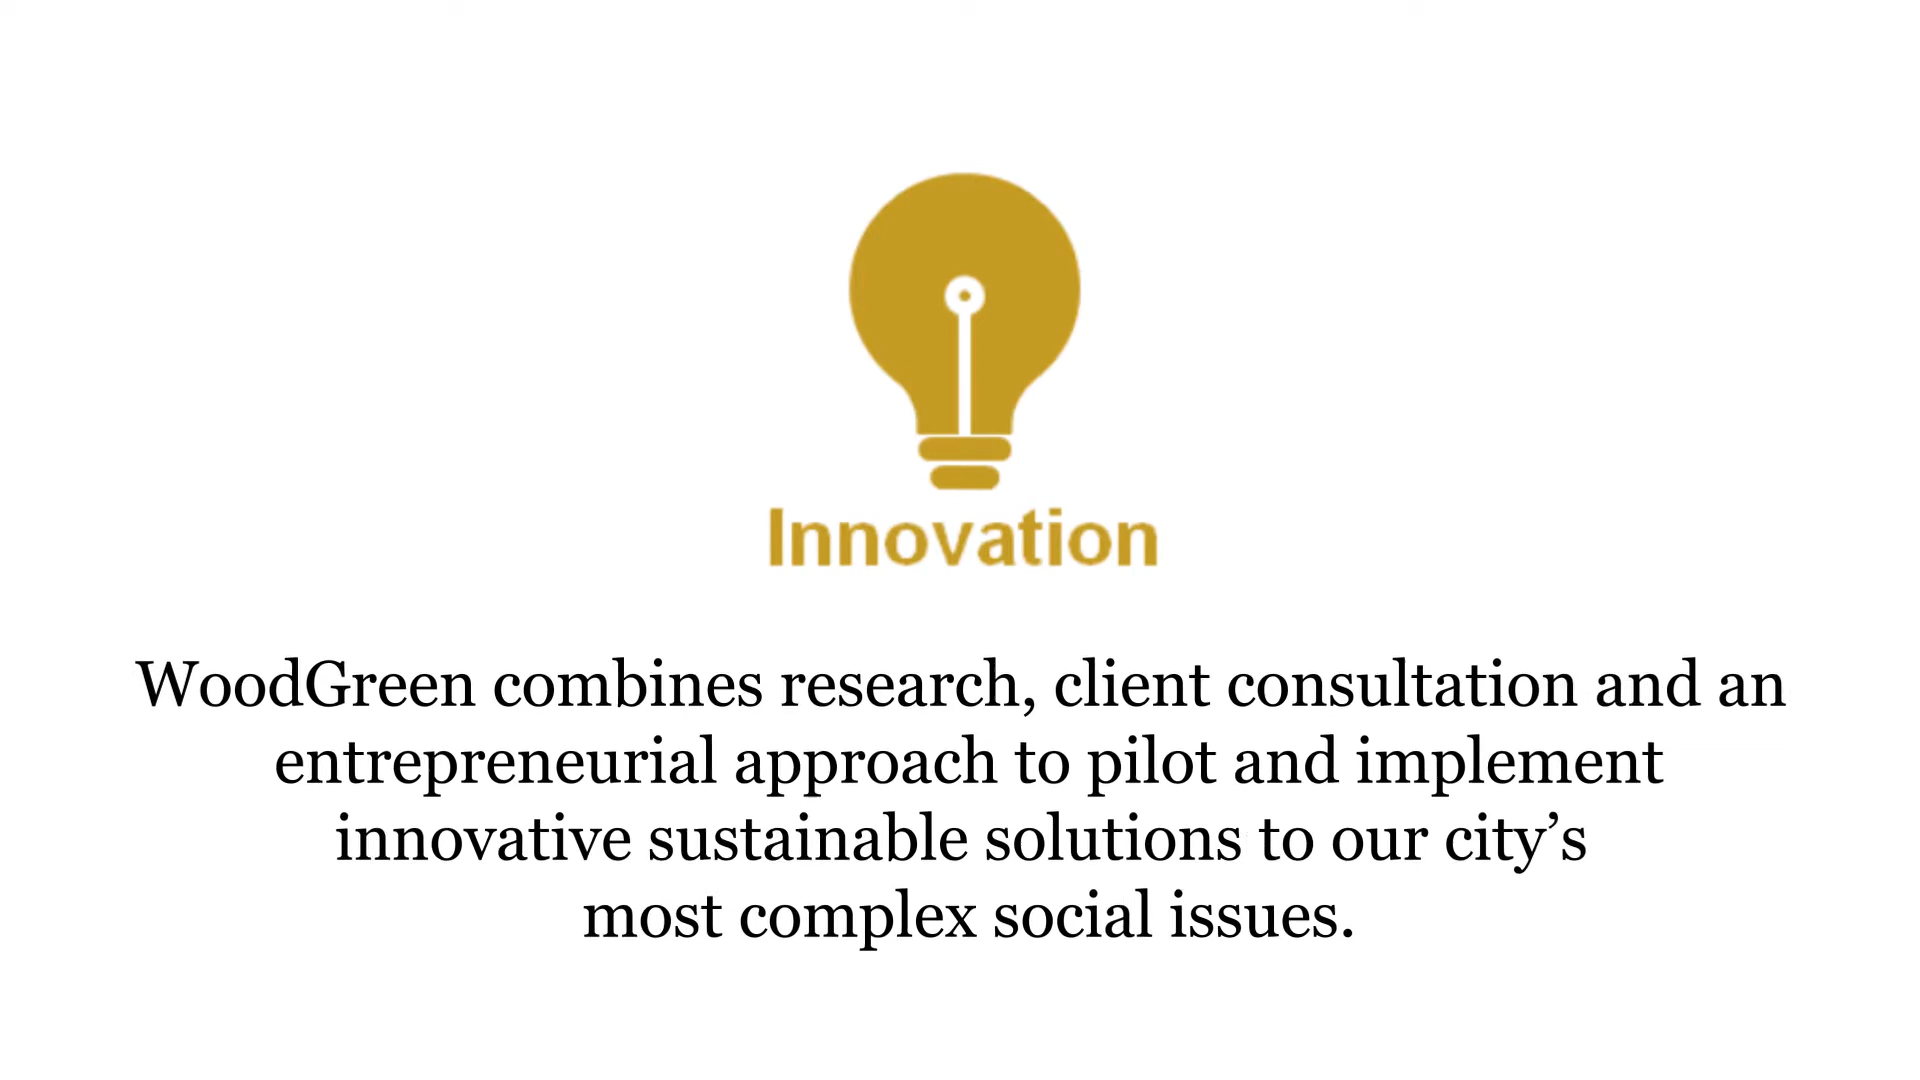 Innovation
WoodGreen combines research, client consultation and an
entrepreneurial approach to pilot and implement
innovative sustainable solutions to our city’s
most complex social issues.